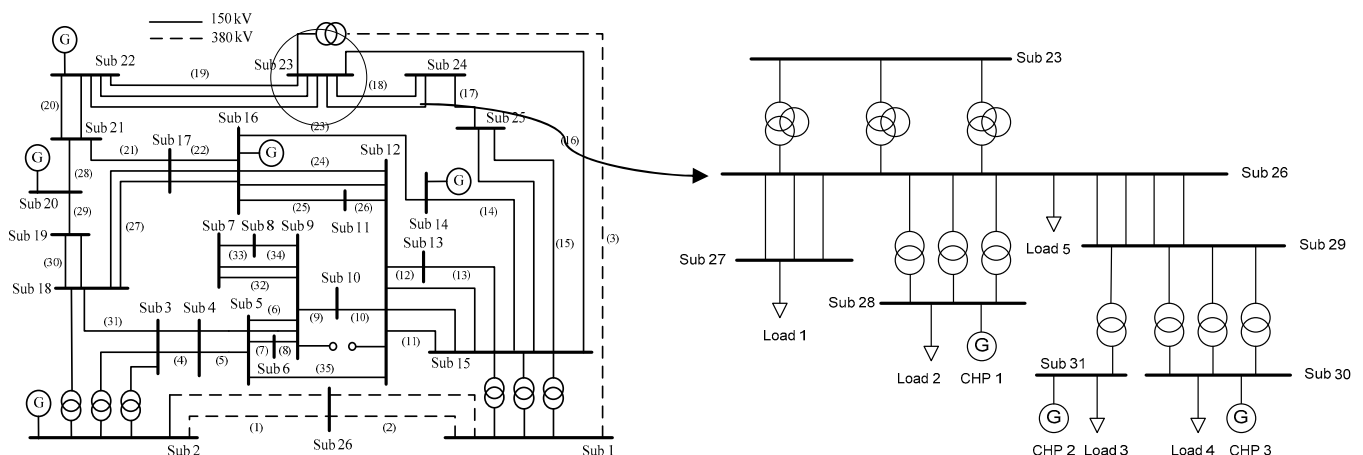 150 kV
380 kV
G
Sub 22
(19)
Sub 23
(18)
Sub 24
(20)
(17)
Sub 21
(23)
Sub 25
Sub 16
(16)
Sub 17
(21)
(22)
G
Sub 12
G
(24)
(28)
G
Sub 20
(25)
(26)
Sub 14
(14)
(29)
(27)
Sub 7
Sub 8
Sub 9
Sub 11
Sub 19
Sub 13
(15)
(3)
(33)
(34)
(30)
(12)
(13)
Sub 18
(32)
Sub 10
Sub 3
Sub 4
Sub 5
(6)
(9)
(10)
(31)
(11)
(4)
(5)
(7)
(8)
Sub 15
Sub 6
(35)
G
(1)
(2)
Sub 2
Sub 26
Sub 1
Sub 23
Sub 26
Load 5
Sub 29
Sub 27
Sub 28
Load 1
G
Load 2
CHP 1
Sub 31
Sub 30
G
G
CHP 2
Load 3
Load 4
CHP 3